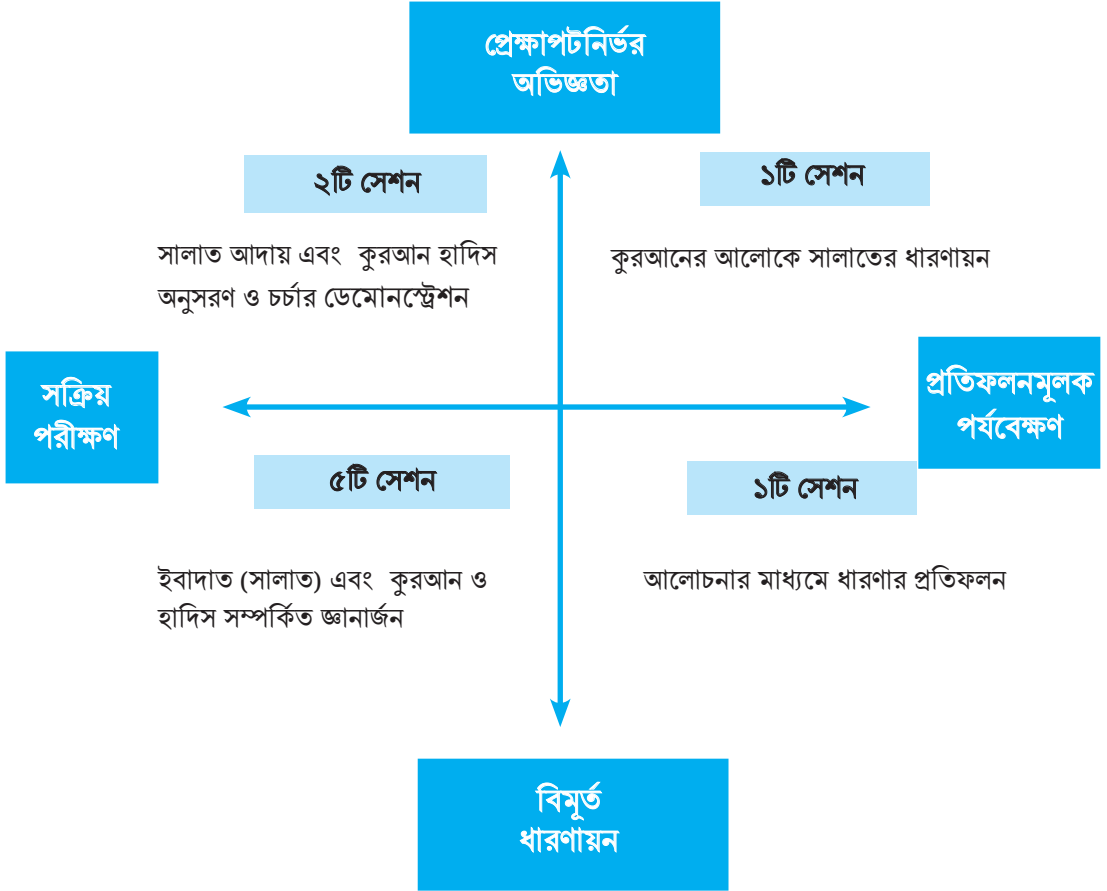 প্রেক্ষাপটনির্ভর
অভিজ্ঞতা
২টি সেশন
১টি সেশন
সালাত আদায় এবং কুরআন হাদিস
অনুসরণ ও চর্চার ডেমোনস্ট্রেশন
কুরআনের আলোকে সালাতের ধারণায়ন
সক্রিয়
পরীক্ষণ
প্রতিফলনমূলক
পর্যবেক্ষণ
৫টি সেশন
১টি সেশন
ইবাদাত (সালাত) এবং কুরআন ও
হাদিস সম্পর্কিত জ্ঞানার্জন
আলোচনার মাধ্যমে ধারণার প্রতিফলন
বিমূর্ত
ধারণায়ন